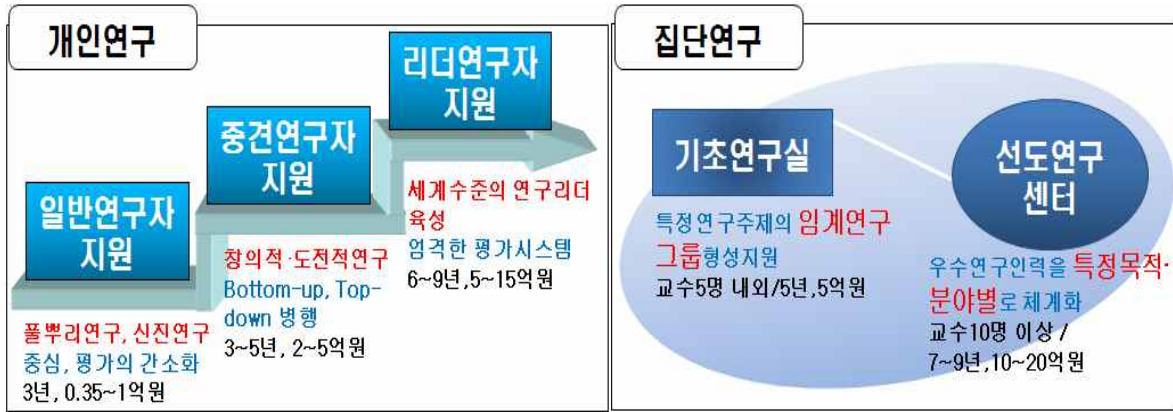 개인연구
일반연구자
지원
풀뿌리연구, 신진연구
중심, 평가의 간소화
3년, 0.35~1억원
중견연구자
지원
창의적·도전적연구
Bottom-up, Top-
down 병행
3~5년, 2~5억원
리더연구자
지원
세계수준의 연구리더
육성
엄격한 평가시스템
6~9년, 5~15억원
집단연구
기초연구실
특정연구주제의 임계연구
그룹형성지원
교수5명 내외/5년, 5억원
선도연구
센터
우수연구인력을 특정목적·
분야별로 체계화
교수10명 이상 /
7~9년, 10~20억원